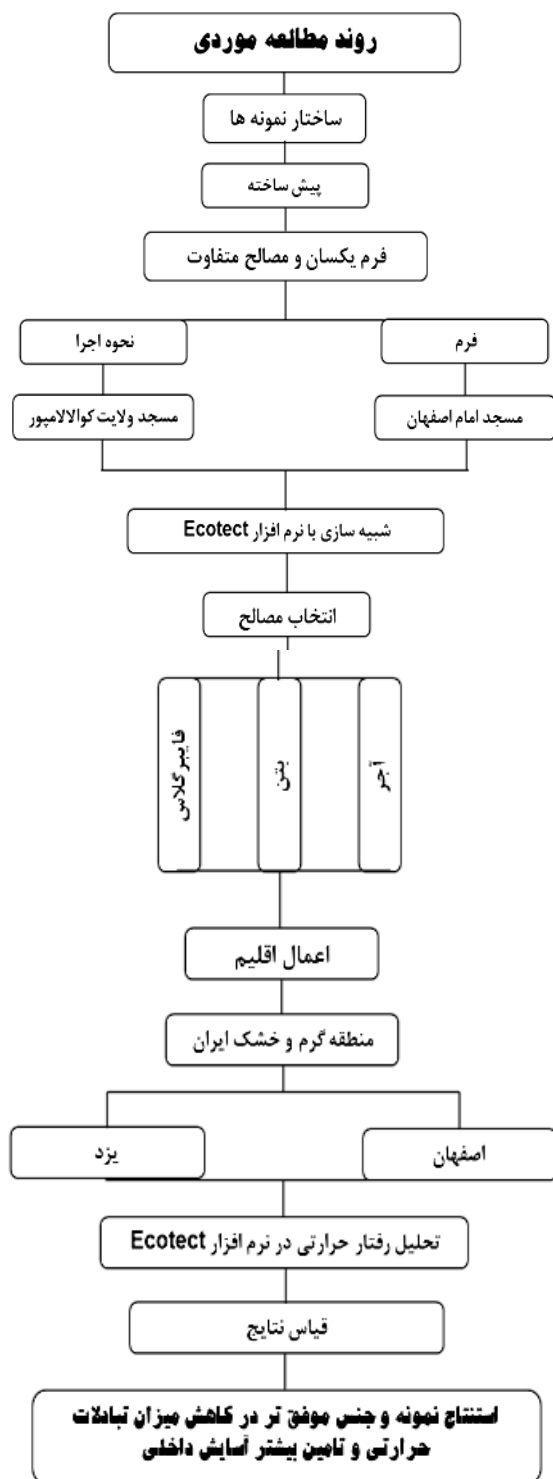 روند مطالعه موردی
ساختار نمونه ها
پیش ساخته
فرم یکسان و مصالح متفاوت
فرم
نحوه اجرا
مسجد امام اصفهان
مسجد ولایت کوالالامپور
شبیه سازی با نرم افزار Ecotect
انتخاب مصالح
آجر
بتن
فایبرگلاس
اعمال اقلیم
منطقه گرم و خشک ایران
اصفهان
یزد
تحلیل رفتار حرارتی در نرم افزار Ecotect
قیاس نتایج
استنتاج نمونه و جنس موفق تر در کاهش میزان تبادلات
حرارتی و تامین بیشتر آسایش داخلی